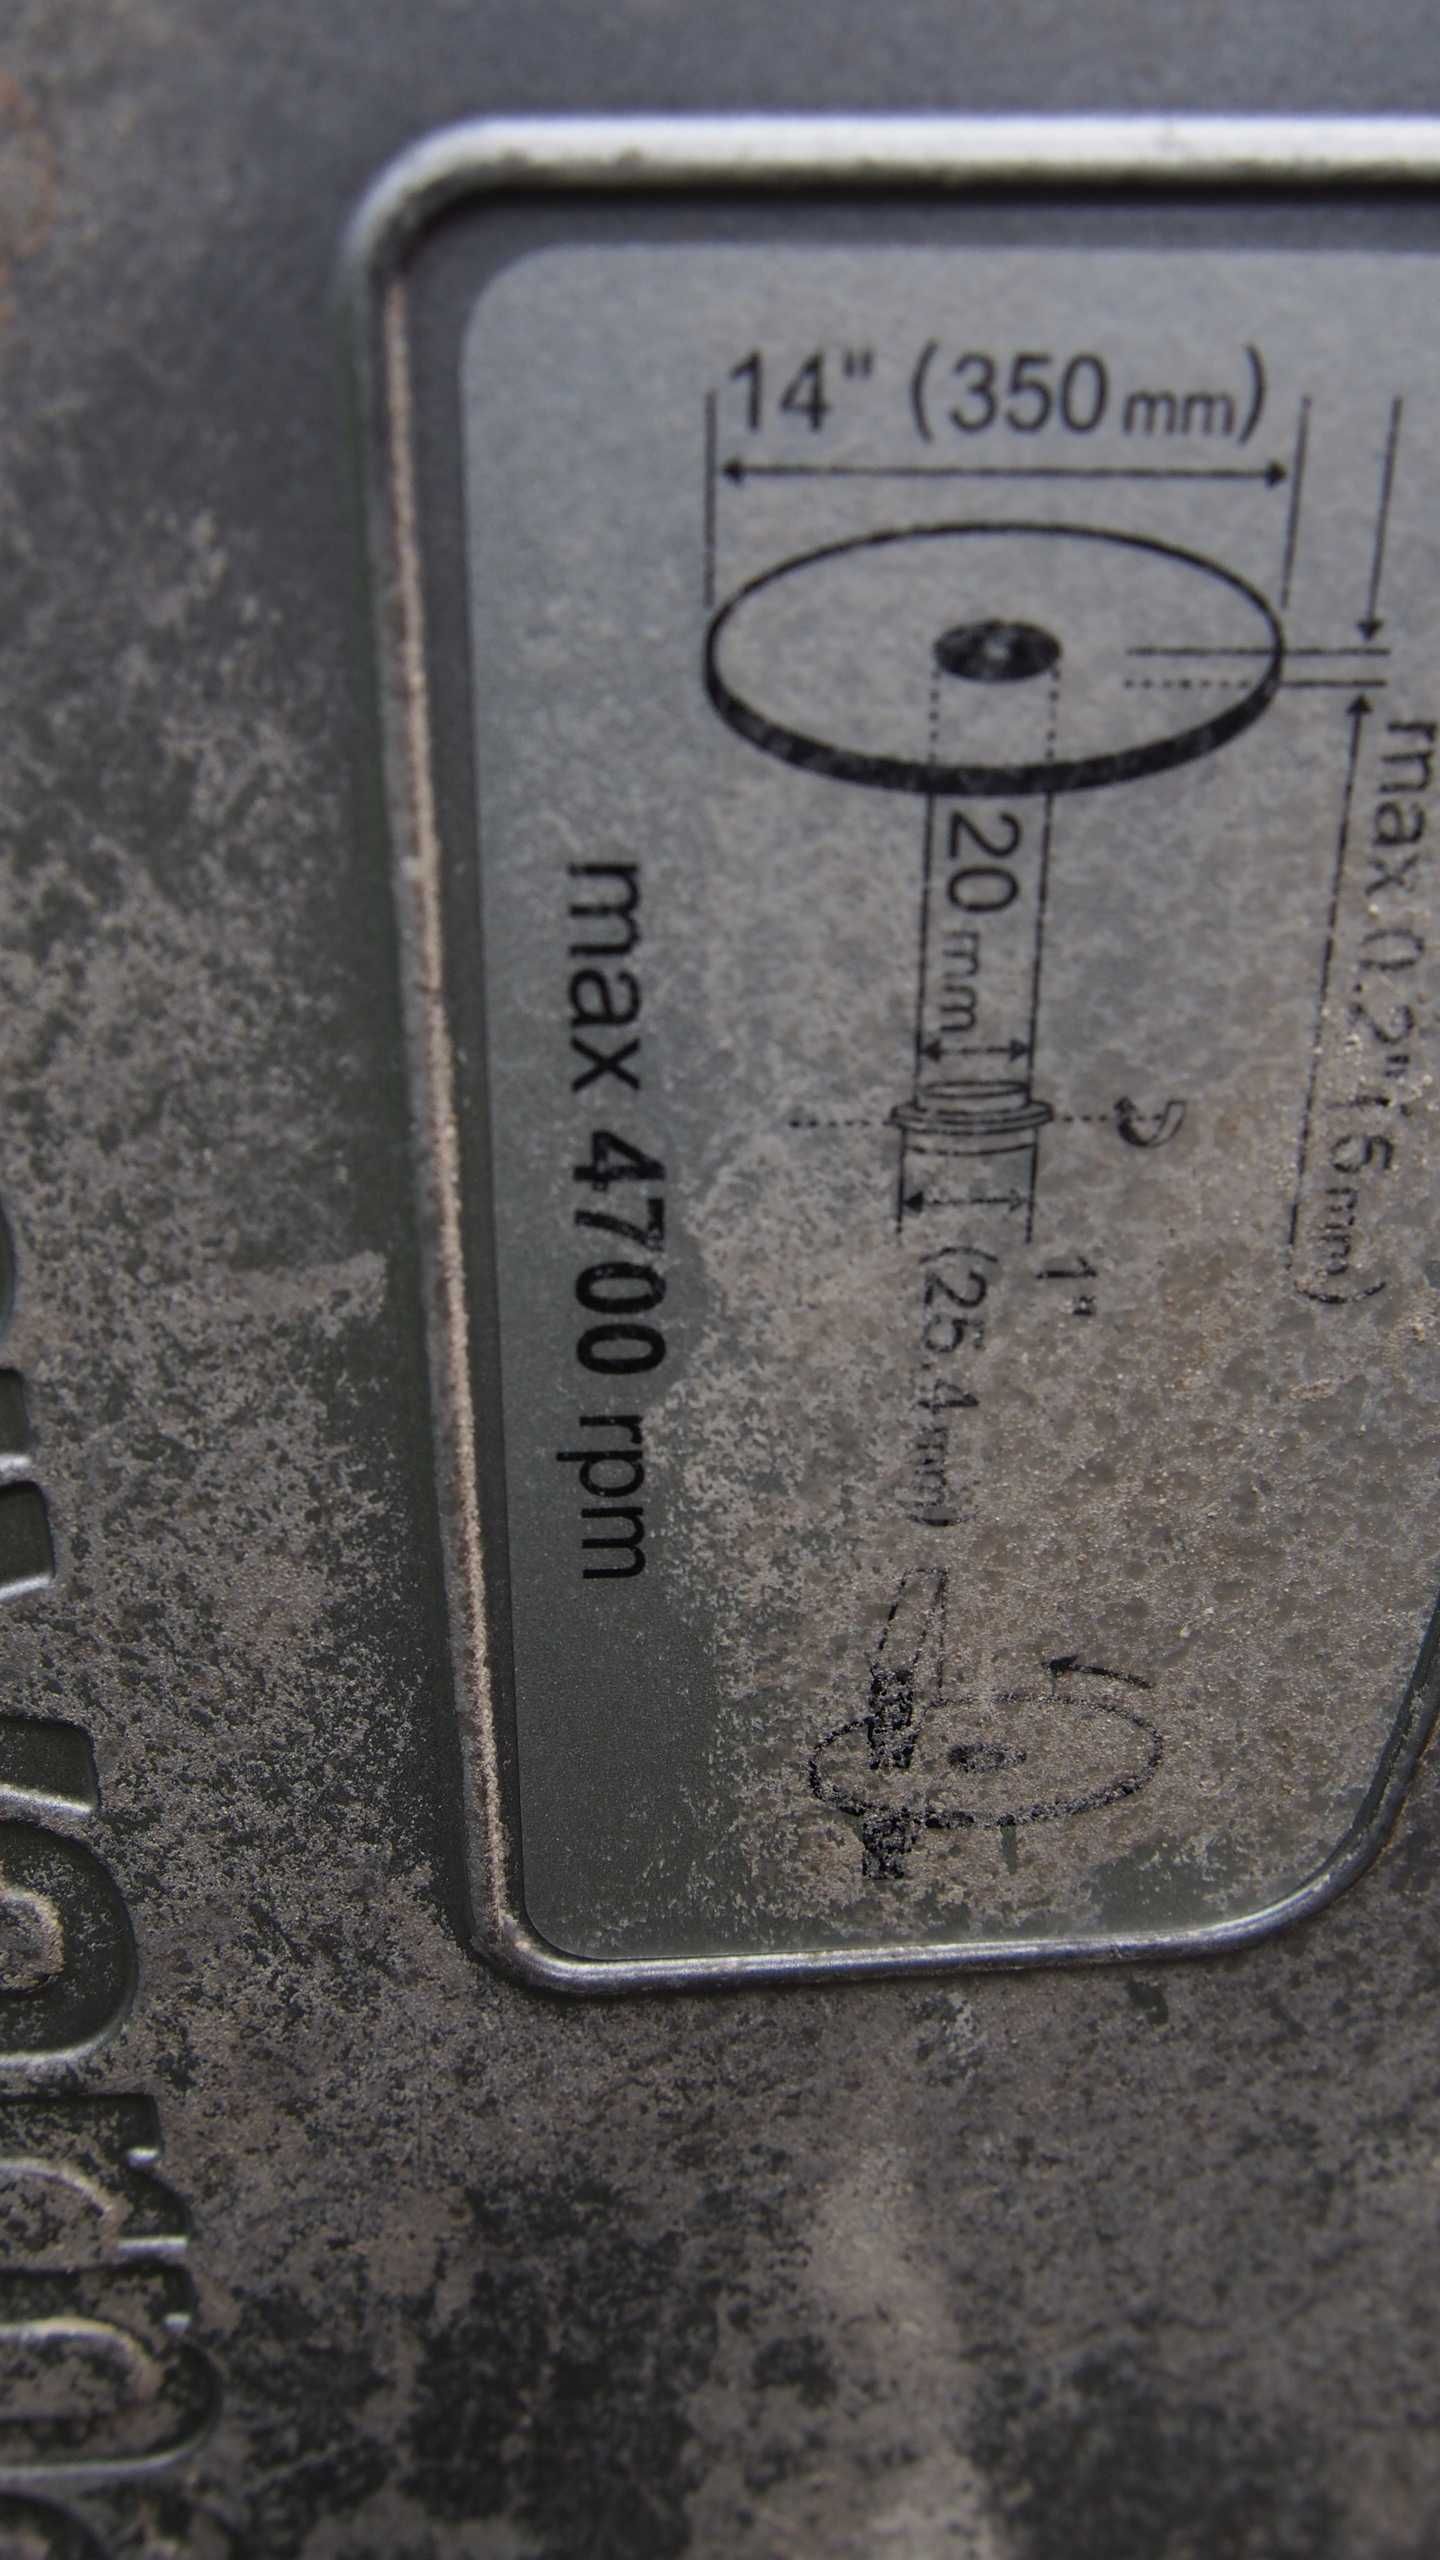 14" (350 mm)
max 0.2" (5 mm)
20 mm
1"
(25.4 mm)
max 4700 rpm